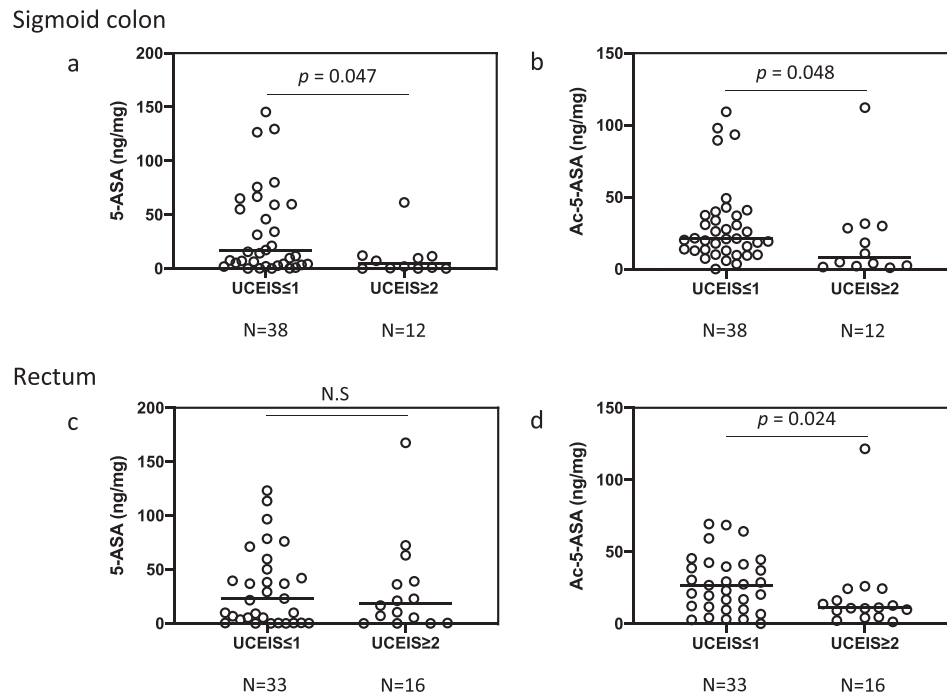 Sigmoid colon
a
5-ASA (ng/mg)
200
150
100
50
0
p = 0.047
UCEIS≤1
UCEIS≥2
N=38
N=12
b
Ac-5-ASA (ng/mg)
150
100
50
0
p = 0.048
UCEIS≤1
UCEIS≥2
N=38
N=12
Rectum
c
5-ASA (ng/mg)
200
150
100
50
0
N.S
UCEIS≤1
UCEIS≥2
N=33
N=16
d
Ac-5-ASA (ng/mg)
150
100
50
0
p = 0.024
UCEIS≤1
UCEIS≥2
N=33
N=16